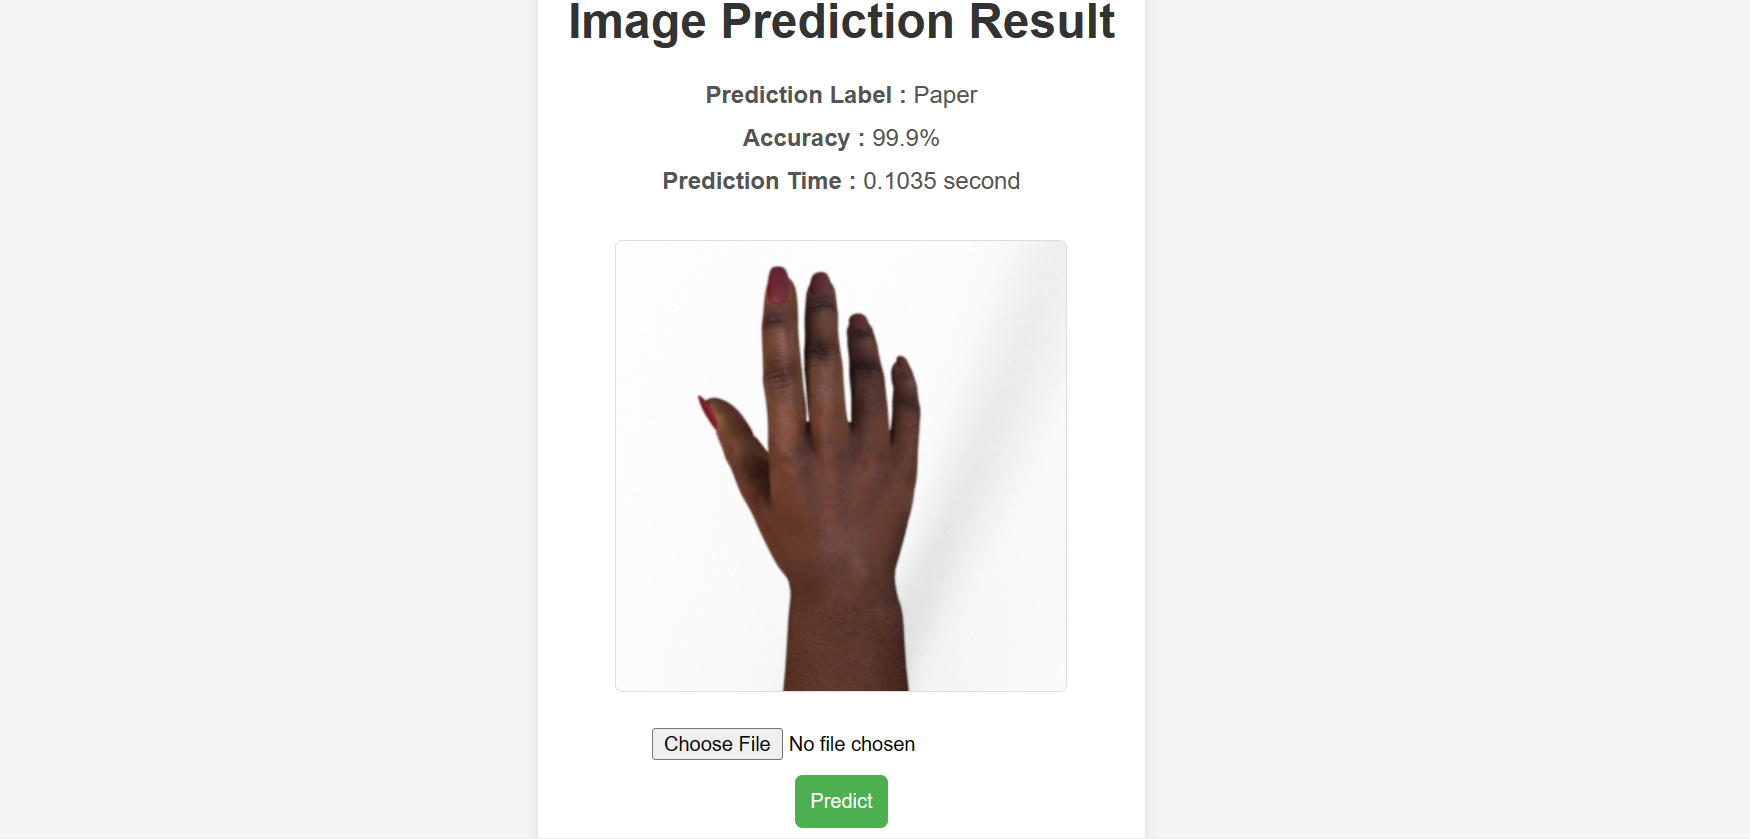 Image Prediction Result
Prediction Label : Paper
Accuracy : 99.9%
Prediction Time : 0.1035 second
Choose File No file chosen
Predict